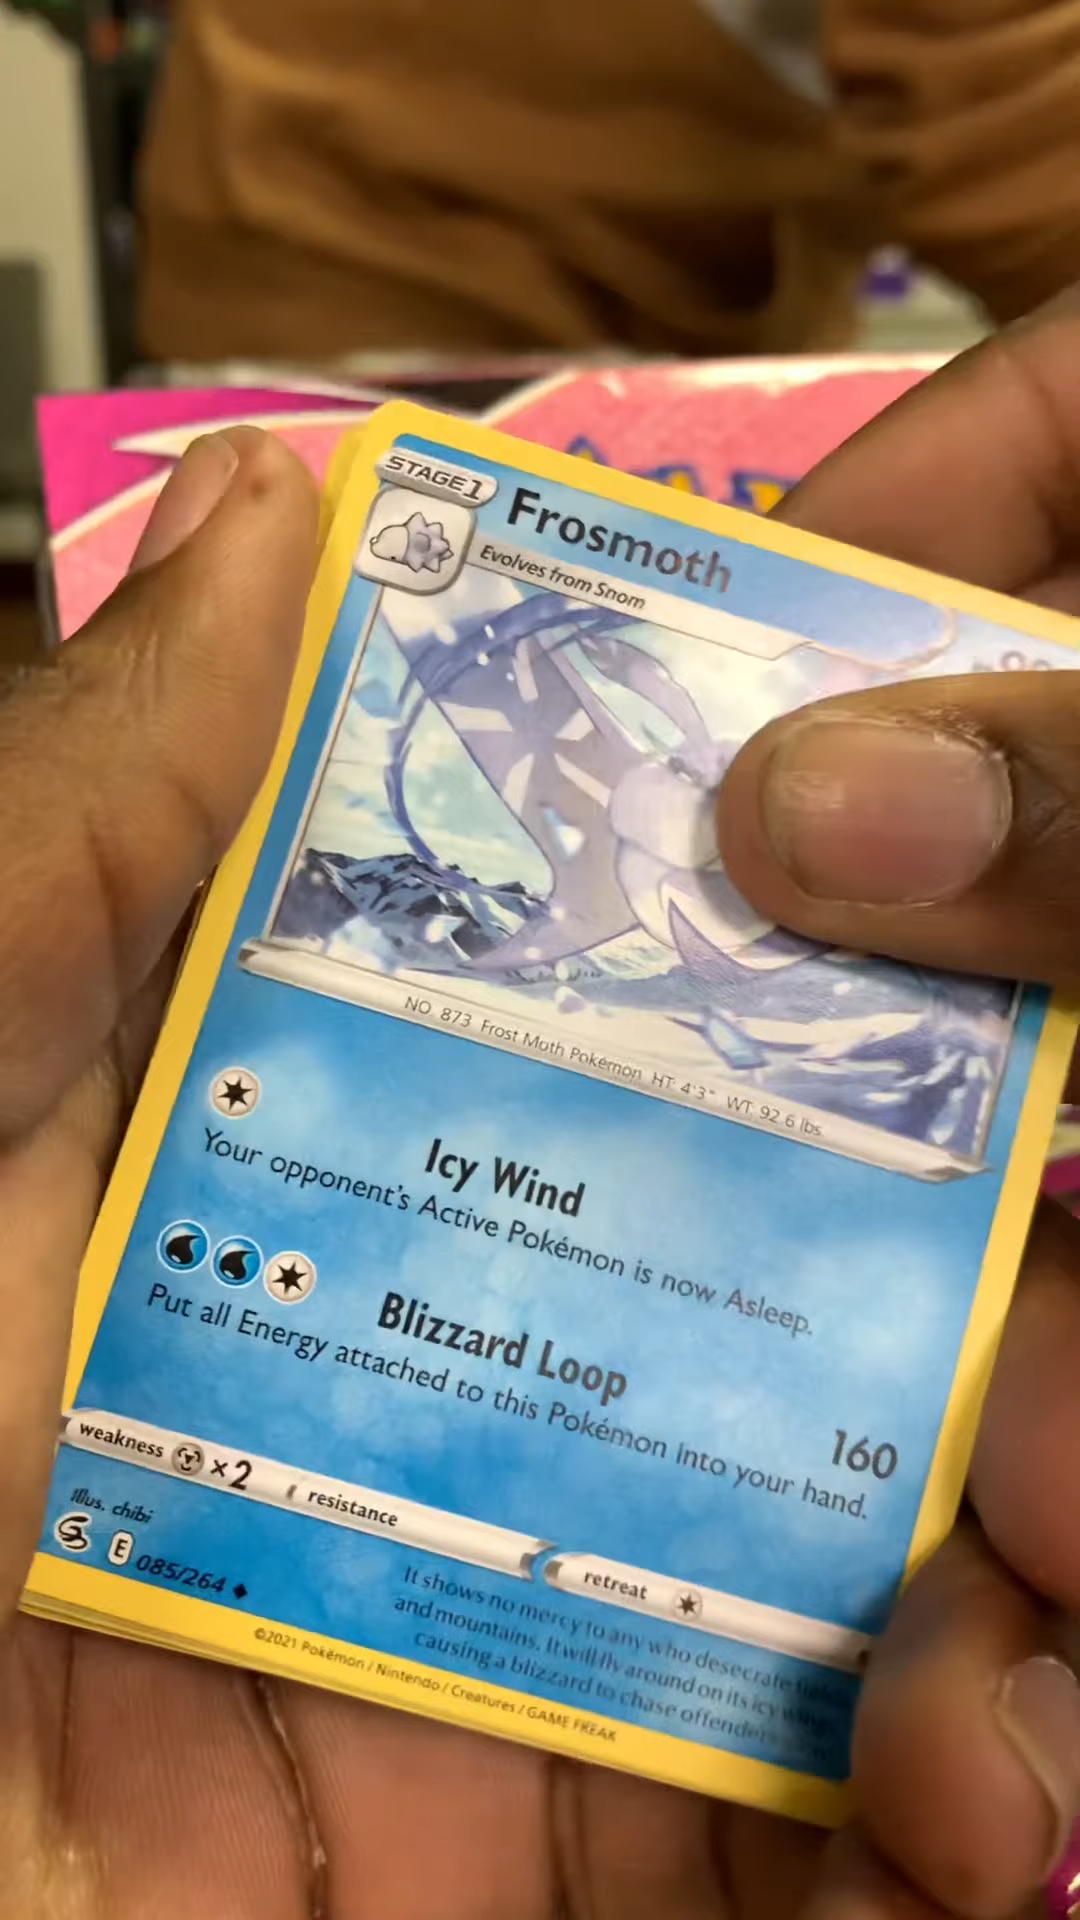 STAGE1
Frosmoth
Evolves from Snom
NO. 873 Frost Moth Pokémon HT: 4'3" WT: 92.6 lbs.
Icy Wind
Your opponent's Active Pokémon is now Asleep.
Blizzard Loop 160
Put all Energy attached to this Pokémon into your hand.
weakness ×2 resistance retreat
Illus. chibi
E 085/264
It shows no mercy to any who desecrate
and mountains. It will fly around on its icy wings,
causing a blizzard to chase offenders
©2021 Pokémon / Nintendo / Creatures / GAME FREAK